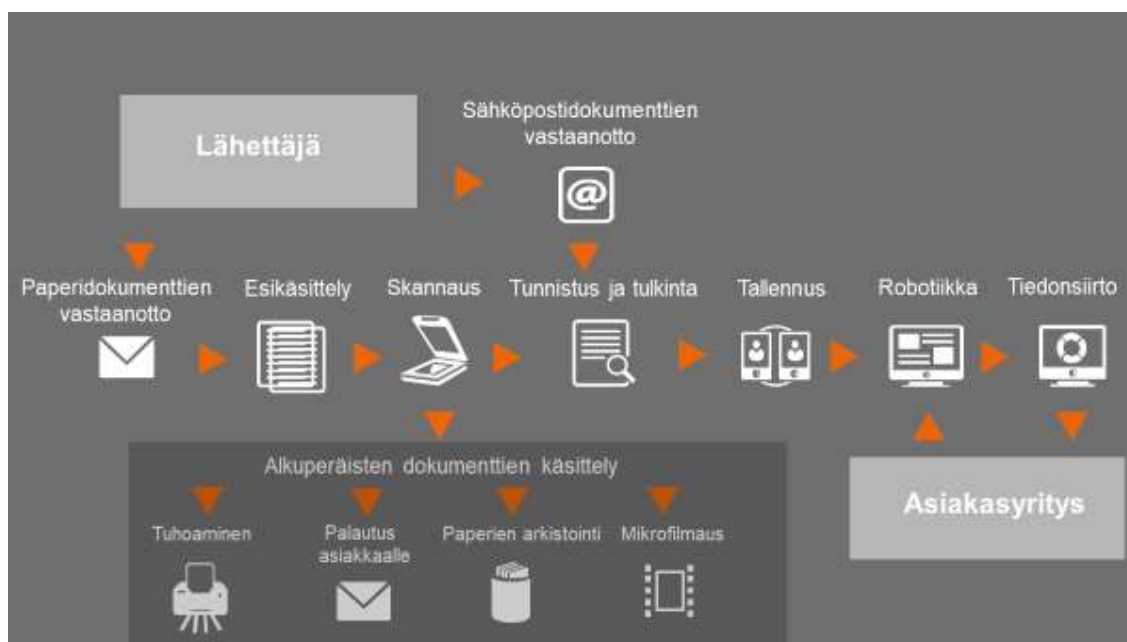 Lähettäjä
Sähköpostidokumenttien
vastaanotto
@
Paperidokumenttien
vastaanotto
Esikäsittely
Skannaus
Tunnistus ja tulkinta
Tallennus
Robotiikka
Tiedonsiirto
Alkuperäisten dokumenttien käsittely
Tuhoaminen
Palautus
asiakkaalle
Paperien arkistointi
Mikrofilmaus
Asiakasyritys